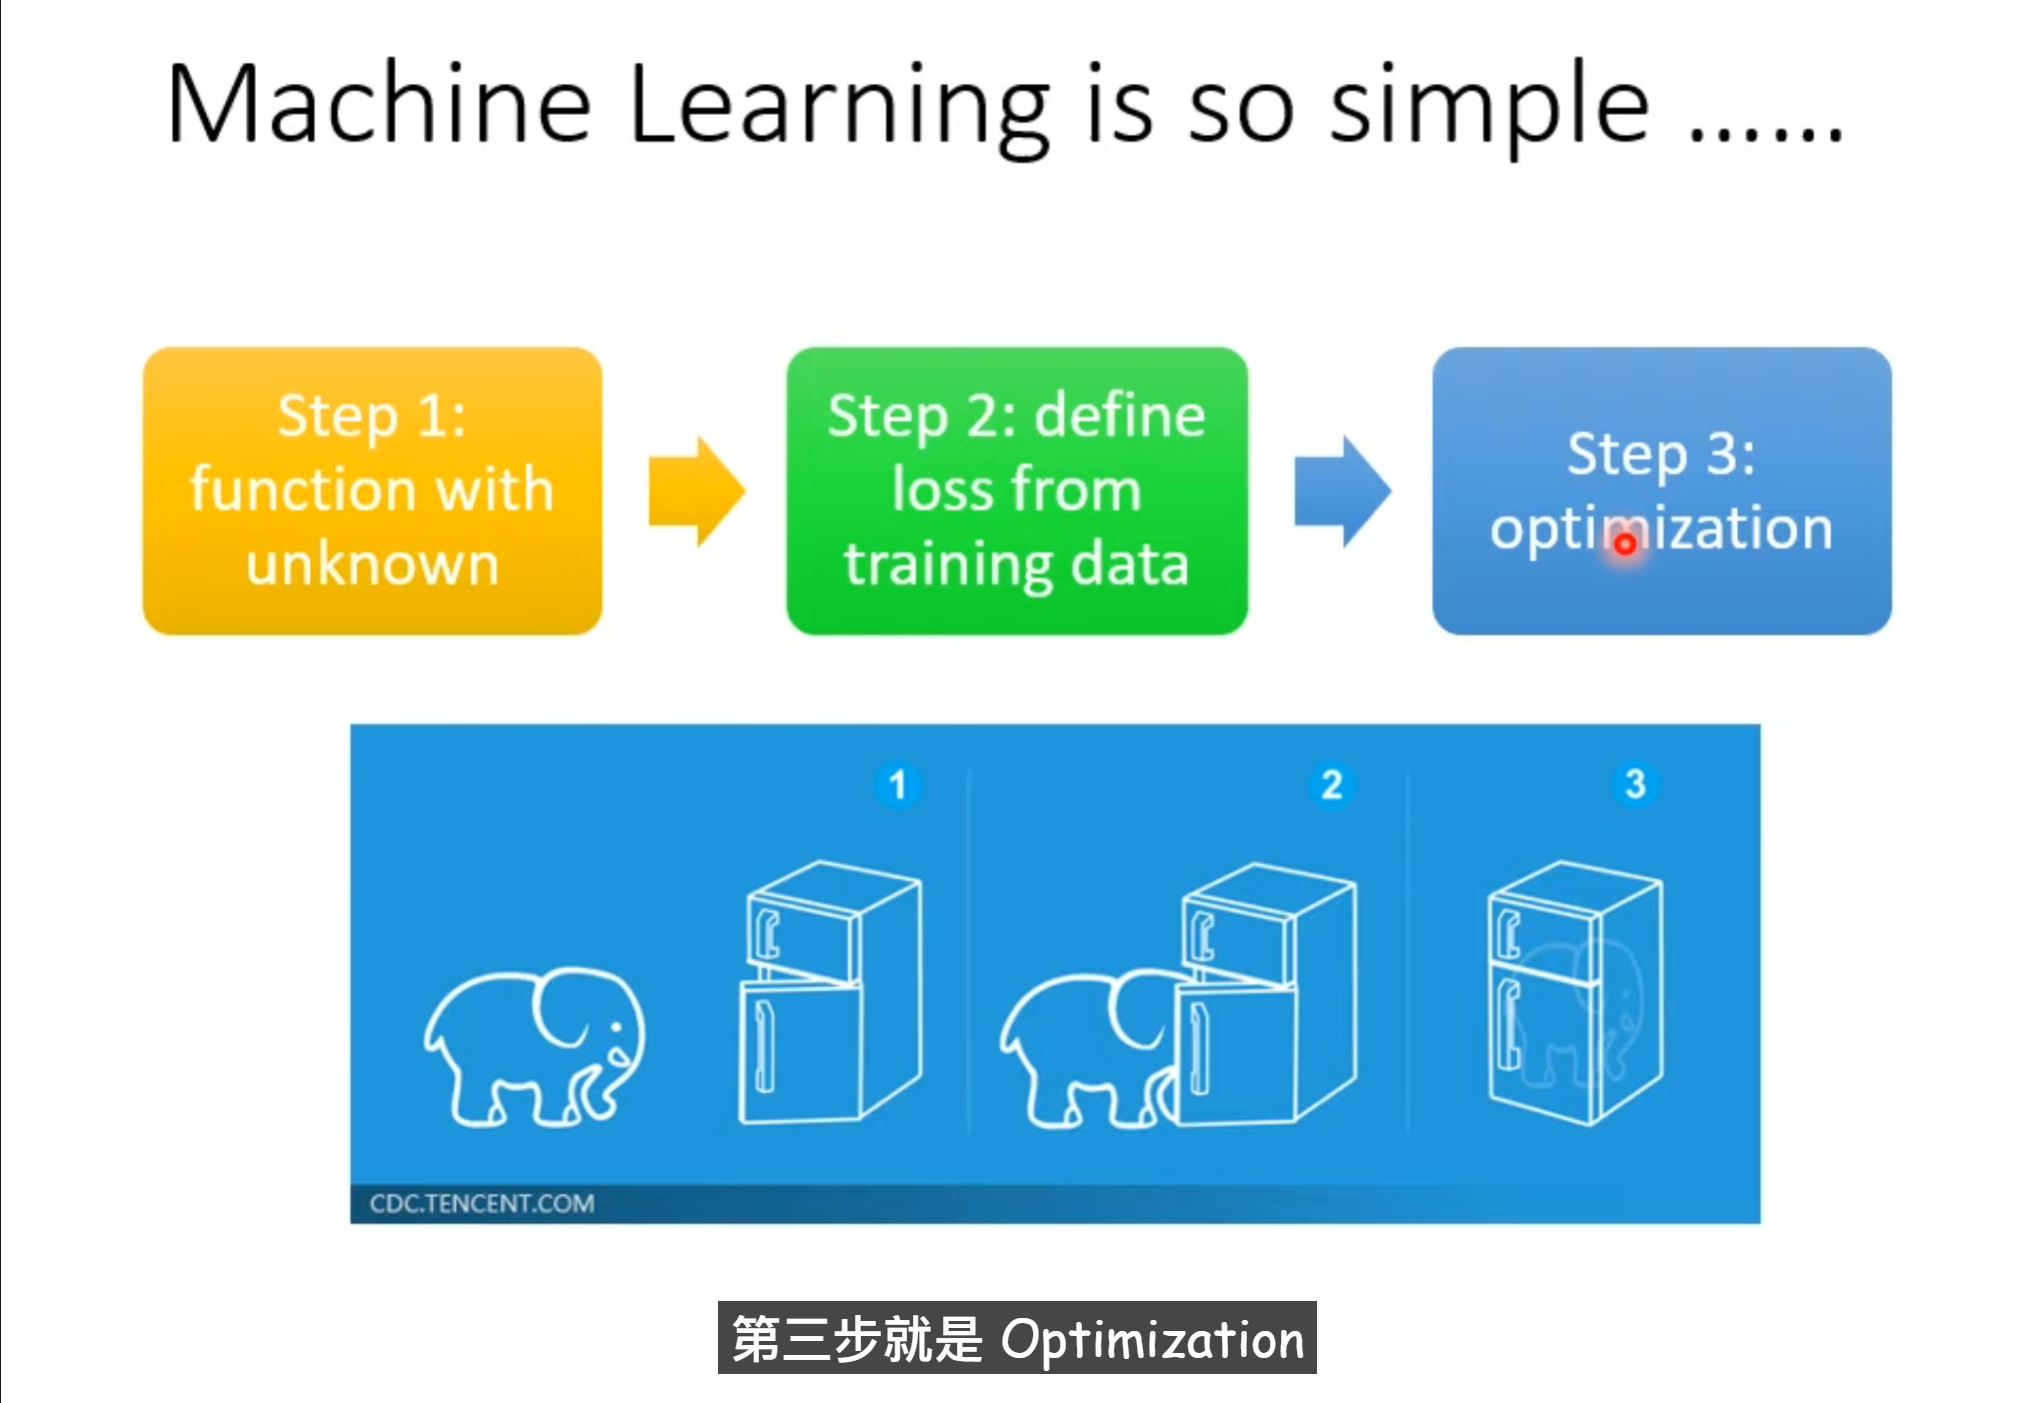 Machine Learning is so simple ……
Step 1:
function with
unknown
Step 2: define
loss from
training data
Step 3:
optimization
1
2
3
CDC.TENCENT.COM
第三步就是 Optimization